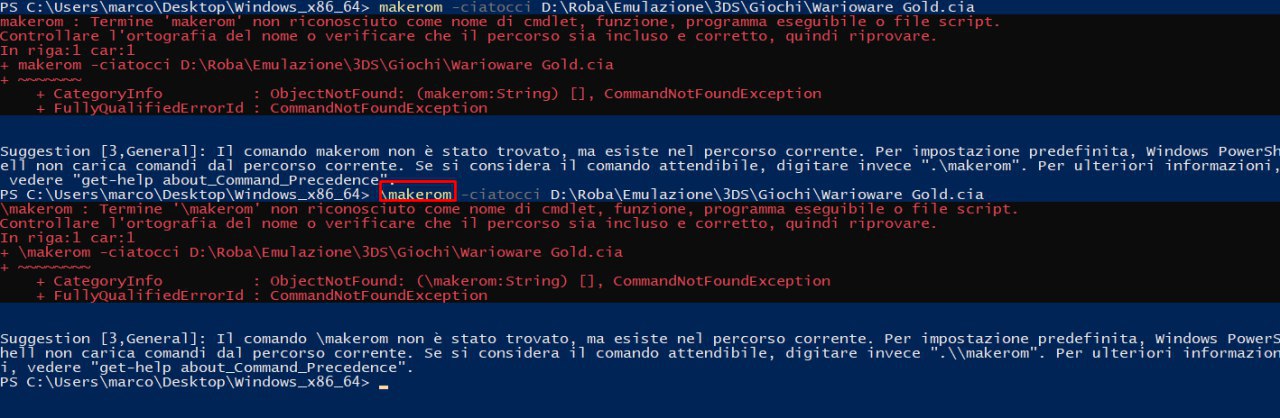 PS C:\Users\marco\Desktop\Windows_x86_64> makerom -ciatocci D:\Roba\Emulazione\3DS\Giochi\Warioware Gold.cia
makerom : Termine 'makerom' non riconosciuto come nome di cmdlet, funzione, programma eseguibile o file script.
Controllare l'ortografia del nome o verificare che il percorso sia incluso e corretto, quindi riprovare.
In riga:1 car:1
+ makerom -ciatocci D:\Roba\Emulazione\3DS\Giochi\Warioware Gold.cia
+ ~~~~~~~
    + CategoryInfo          : ObjectNotFound: (makerom:String) [], CommandNotFoundException
    + FullyQualifiedErrorId : CommandNotFoundException
Suggestion [3,General]: Il comando makerom non è stato trovato, ma esiste nel percorso corrente. Per impostazione predefinita, Windows PowerSh
ell non carica comandi dal percorso corrente. Se si considera il comando attendibile, digitare invece ".\makerom". Per ulteriori informazioni,
 vedere "get-help about_Command_Precedence".
PS C:\Users\marco\Desktop\Windows_x86_64> \makerom -ciatocci D:\Roba\Emulazione\3DS\Giochi\Warioware Gold.cia
\makerom : Termine '\makerom' non riconosciuto come nome di cmdlet, funzione, programma eseguibile o file script.
Controllare l'ortografia del nome o verificare che il percorso sia incluso e corretto, quindi riprovare.
In riga:1 car:1
+ \makerom -ciatocci D:\Roba\Emulazione\3DS\Giochi\Warioware Gold.cia
+ ~~~~~~~~
    + CategoryInfo          : ObjectNotFound: (\makerom:String) [], CommandNotFoundException
    + FullyQualifiedErrorId : CommandNotFoundException
Suggestion [3,General]: Il comando \makerom non è stato trovato, ma esiste nel percorso corrente. Per impostazione predefinita, Windows PowerS
hell non carica comandi dal percorso corrente. Se si considera il comando attendibile, digitare invece ".\\makerom". Per ulteriori informazion
i, vedere "get-help about_Command_Precedence".
PS C:\Users\marco\Desktop\Windows_x86_64>